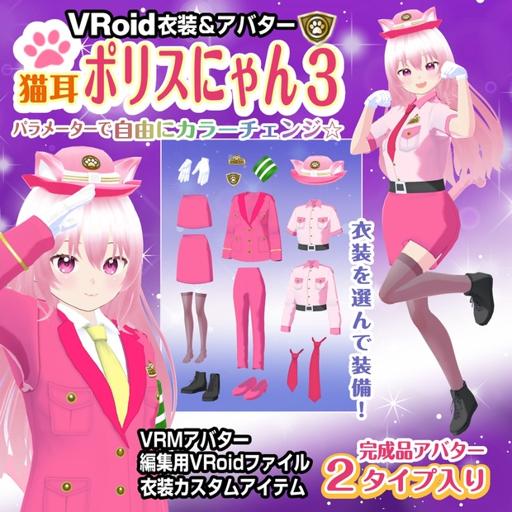 VRoid衣装&アバター
猫耳ポリスにゃん3
パラメーターで自由にカラーチェンジ☆
衣装を選んで装備！
VRMアバター
編集用VRoidファイル
衣装カスタムアイテム
完成品アバター
2タイプ入り